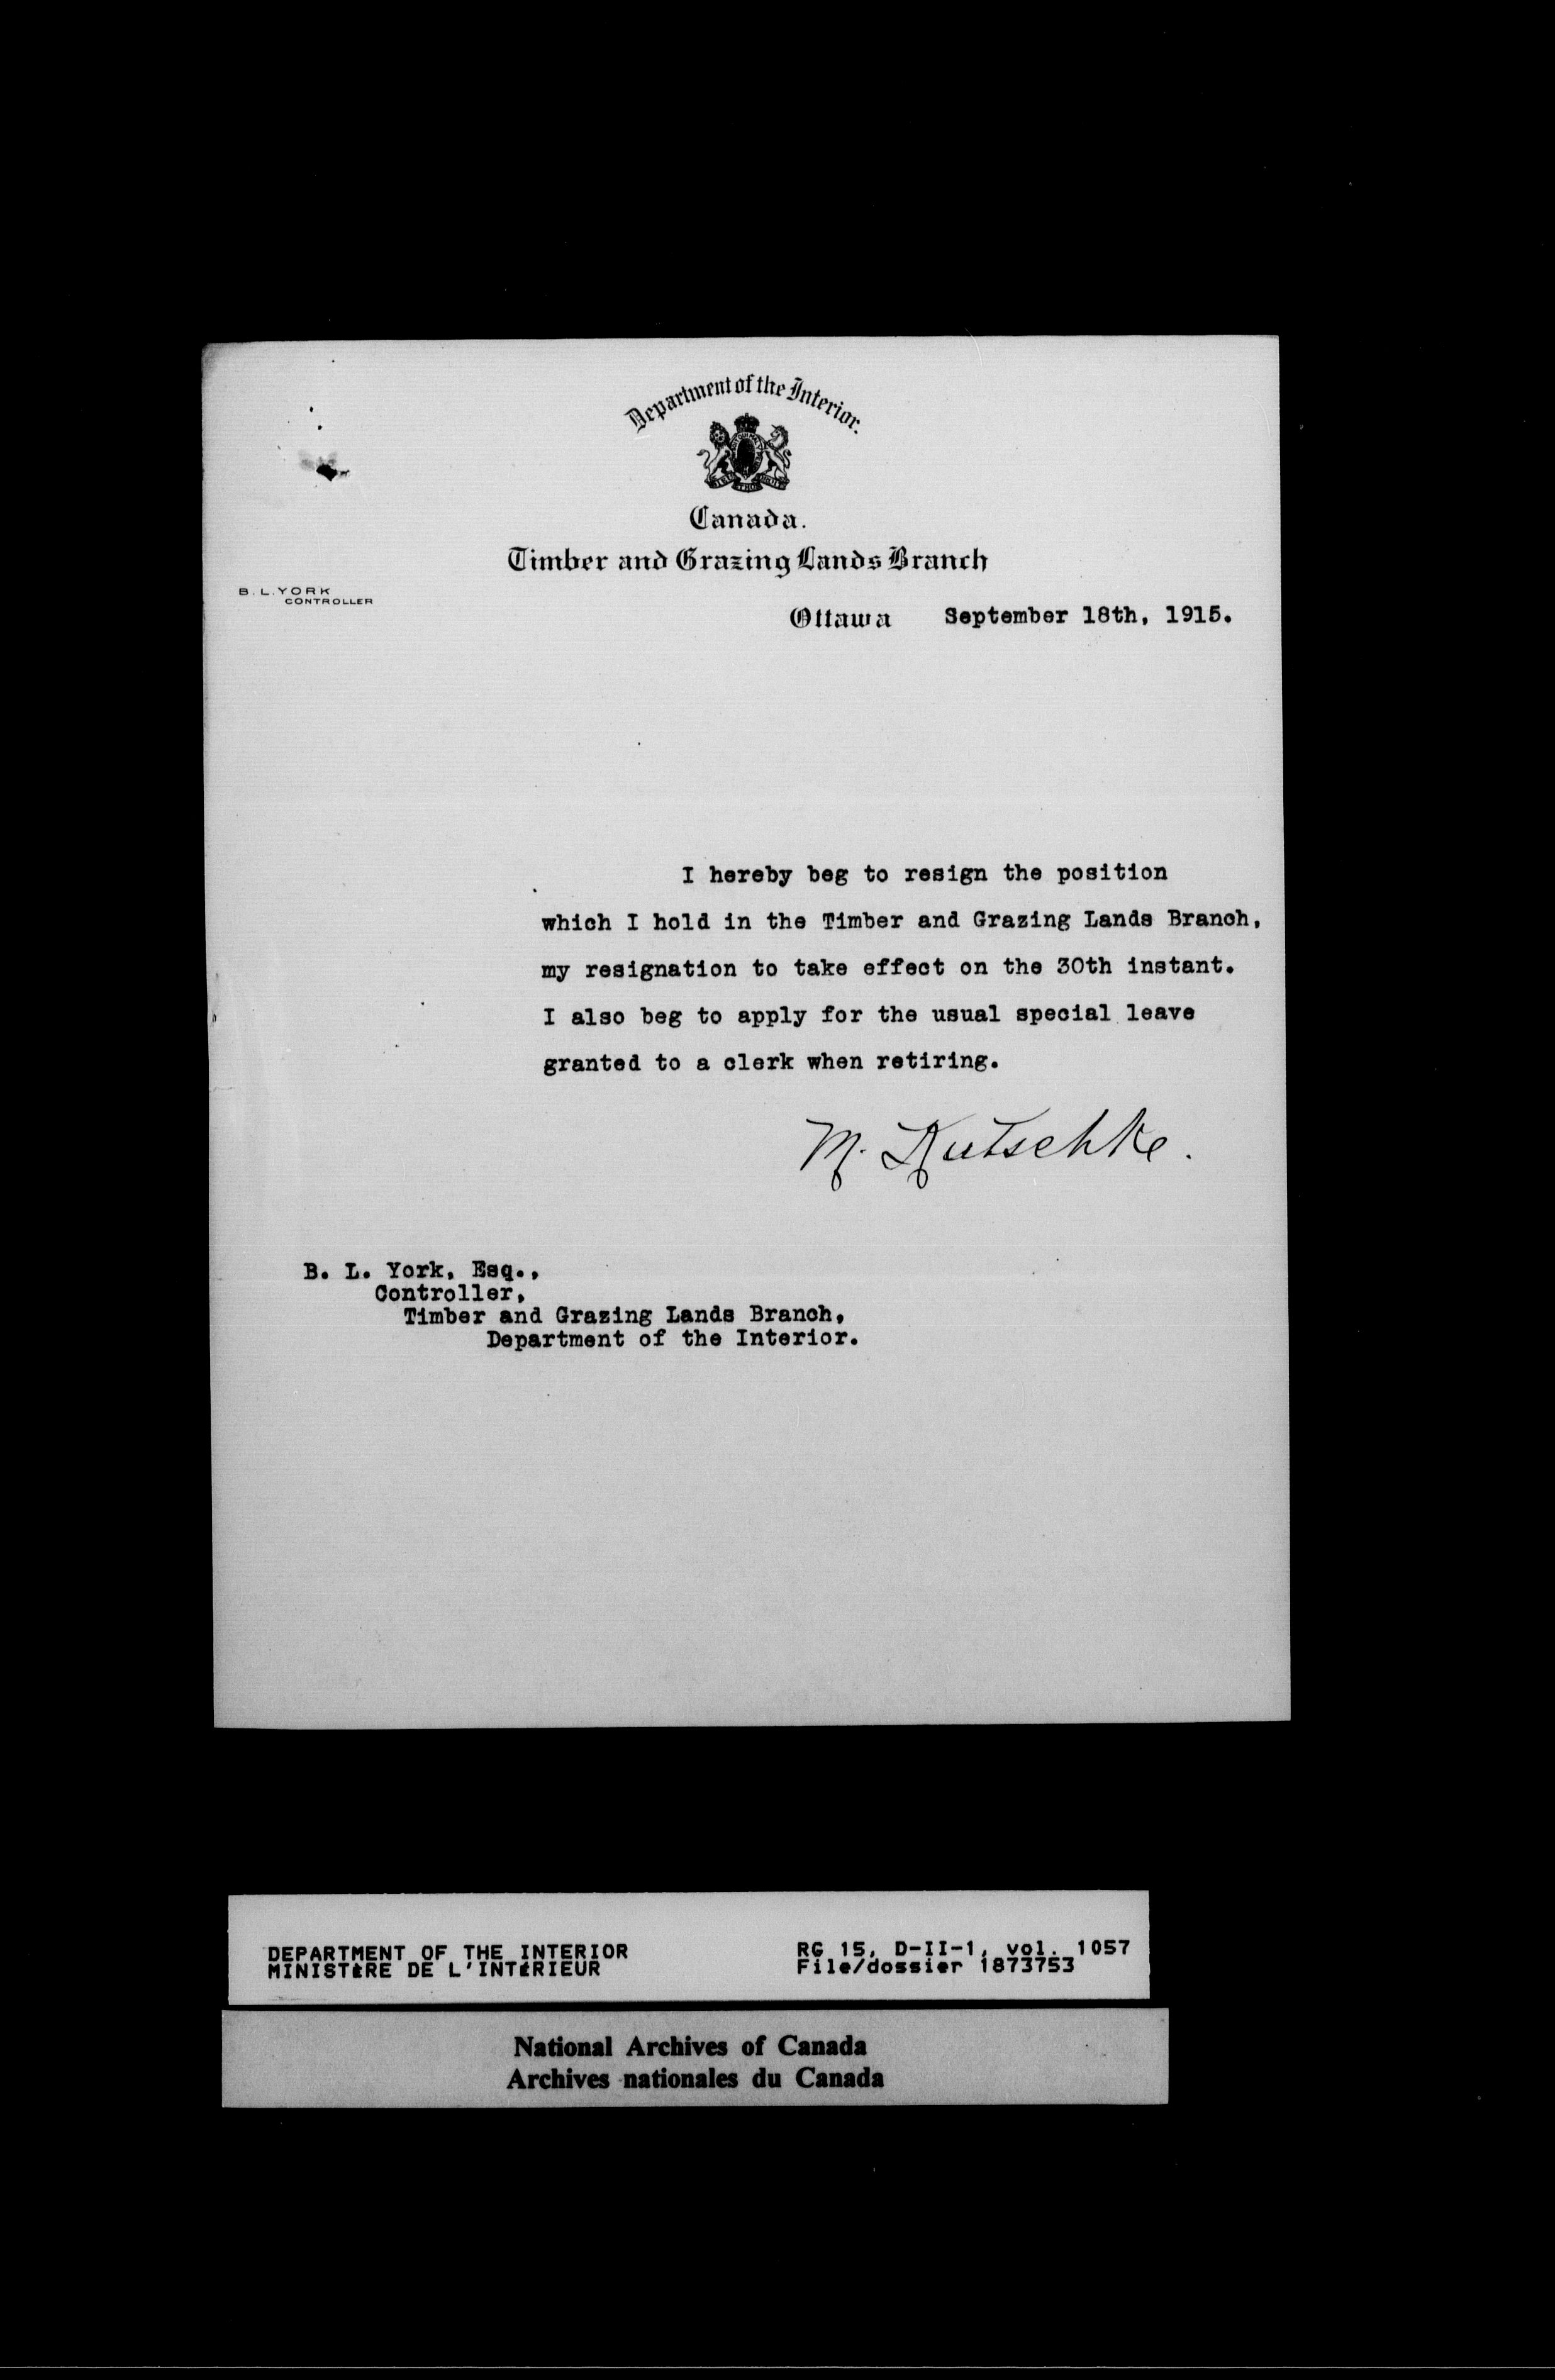 Department of the Interior.
Canada.
Timber and Grazing Lands Branch
B. L. YORK
CONTROLLER
Ottawa September 18th, 1915.
I hereby beg to resign the position
which I hold in the Timber and Grazing Lands Branch,
my resignation to take effect on the 30th instant.
I also beg to apply for the usual special leave
granted to a clerk when retiring.
M. Kutschke.
B. L. York, Esq.,
Controller,
Timber and Grazing Lands Branch,
Department of the Interior.
DEPARTMENT OF THE INTERIOR RG 15, D-II-1, vol. 1057
MINISTÈRE DE L'INTÉRIEUR File/dossier 1873753
National Archives of Canada
Archives nationales du Canada